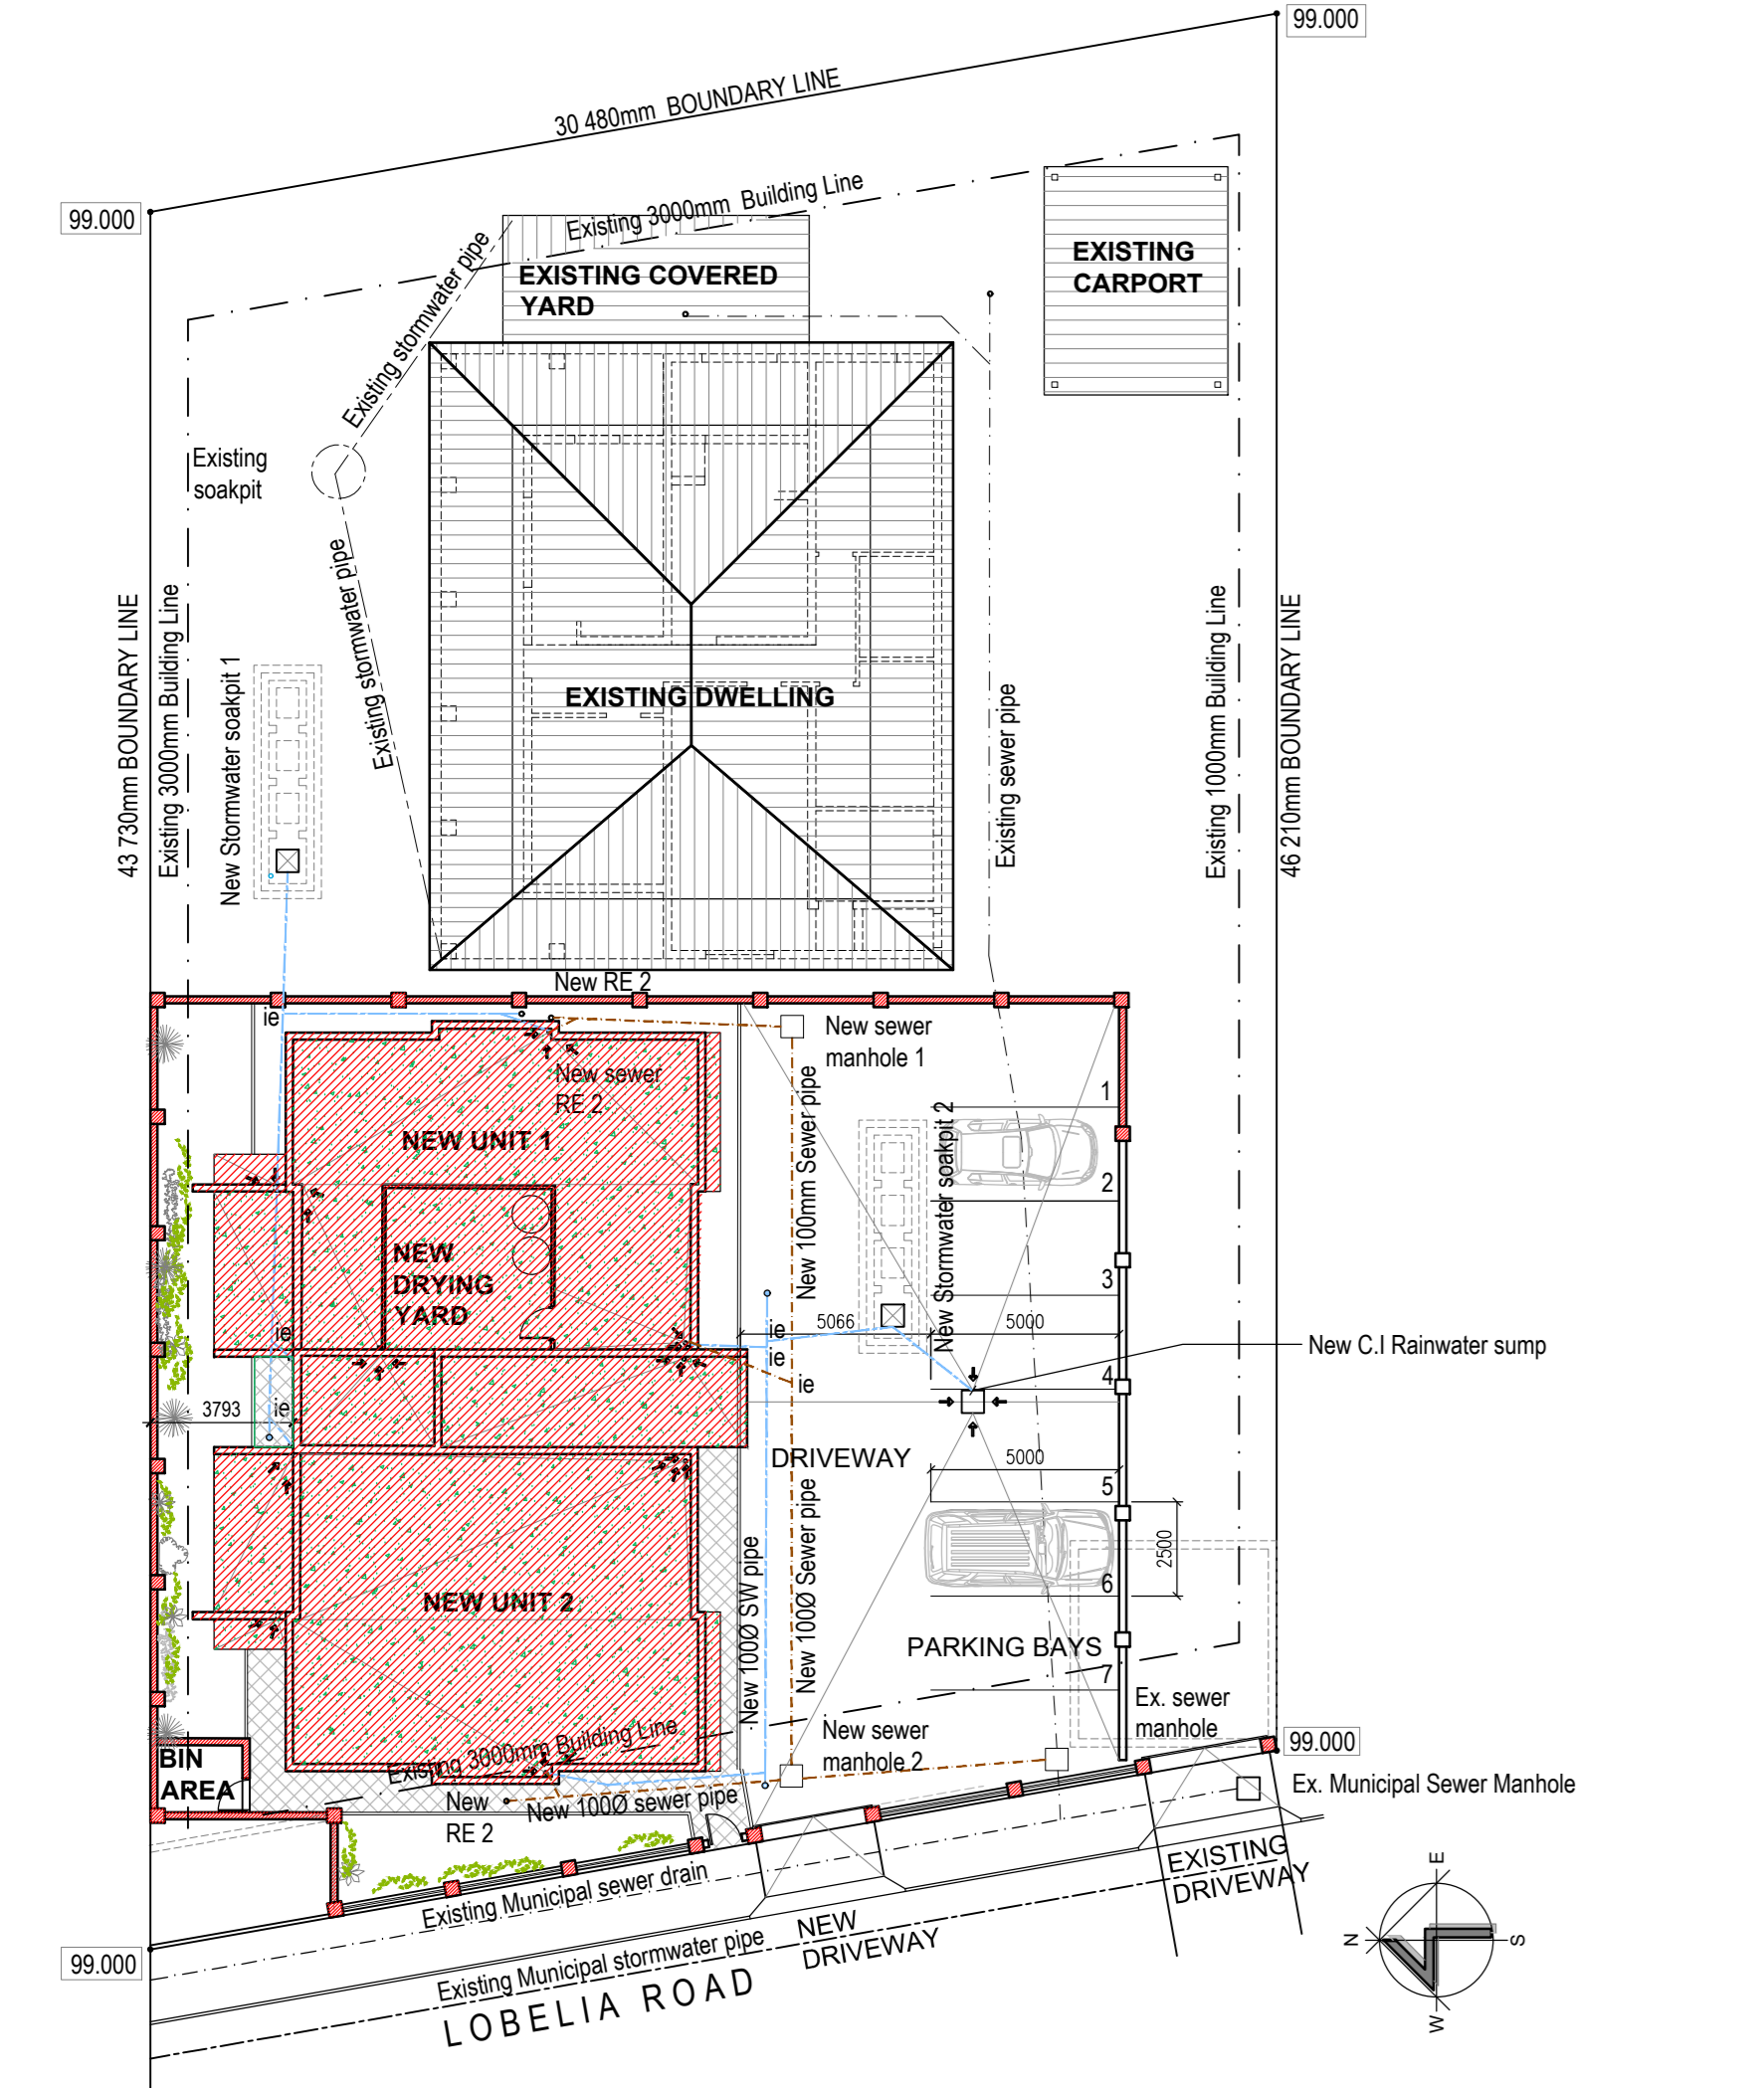 99.000
30 480mm BOUNDARY LINE
99.000
Existing 3000mm Building Line
Existing stormwater pipe
EXISTING COVERED
YARD
EXISTING
CARPORT
Existing
soakpit
Existing stormwater pipe
43 730mm BOUNDARY LINE
Existing 3000mm Building Line
New Stormwater soakpit 1
EXISTING DWELLING
Existing sewer pipe
Existing 1000mm Building Line
46 210mm BOUNDARY LINE
New RE 2
ie
New sewer
manhole 1
New sewer
RE 2
New 100mm Sewer pipe
New Stormwater soakpit 2
1
NEW UNIT 1
2
NEW
DRYING
YARD
3
ie
5066
5000
ie
ie
ie
New C.I Rainwater sump
4
3793
ie
DRIVEWAY
5000
5
2500
New 100Ø SW pipe
New 100Ø Sewer pipe
6
NEW UNIT 2
PARKING BAYS
7
Ex. sewer
manhole
New sewer
manhole 2
Existing 3000mm Building Line
99.000
BIN
AREA
New
RE 2
New 100Ø sewer pipe
Ex. Municipal Sewer Manhole
Existing Municipal sewer drain
EXISTING
DRIVEWAY
NEW
DRIVEWAY
Existing Municipal stormwater pipe
99.000
LOBELIA ROAD
E
N
S
W